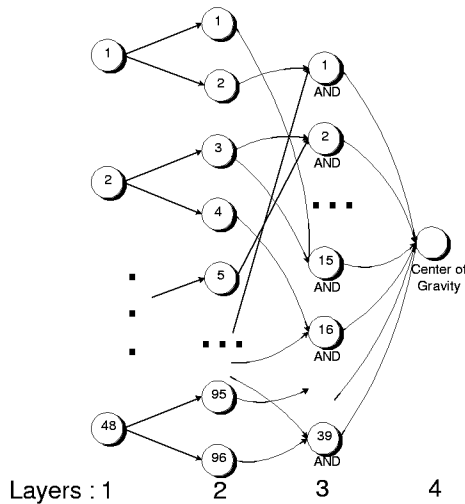 1
1
2
1
AND
2
3
4
2
AND
5
15
AND
16
AND
Center of
Gravity
48
95
96
39
AND
Layers : 1 2 3 4